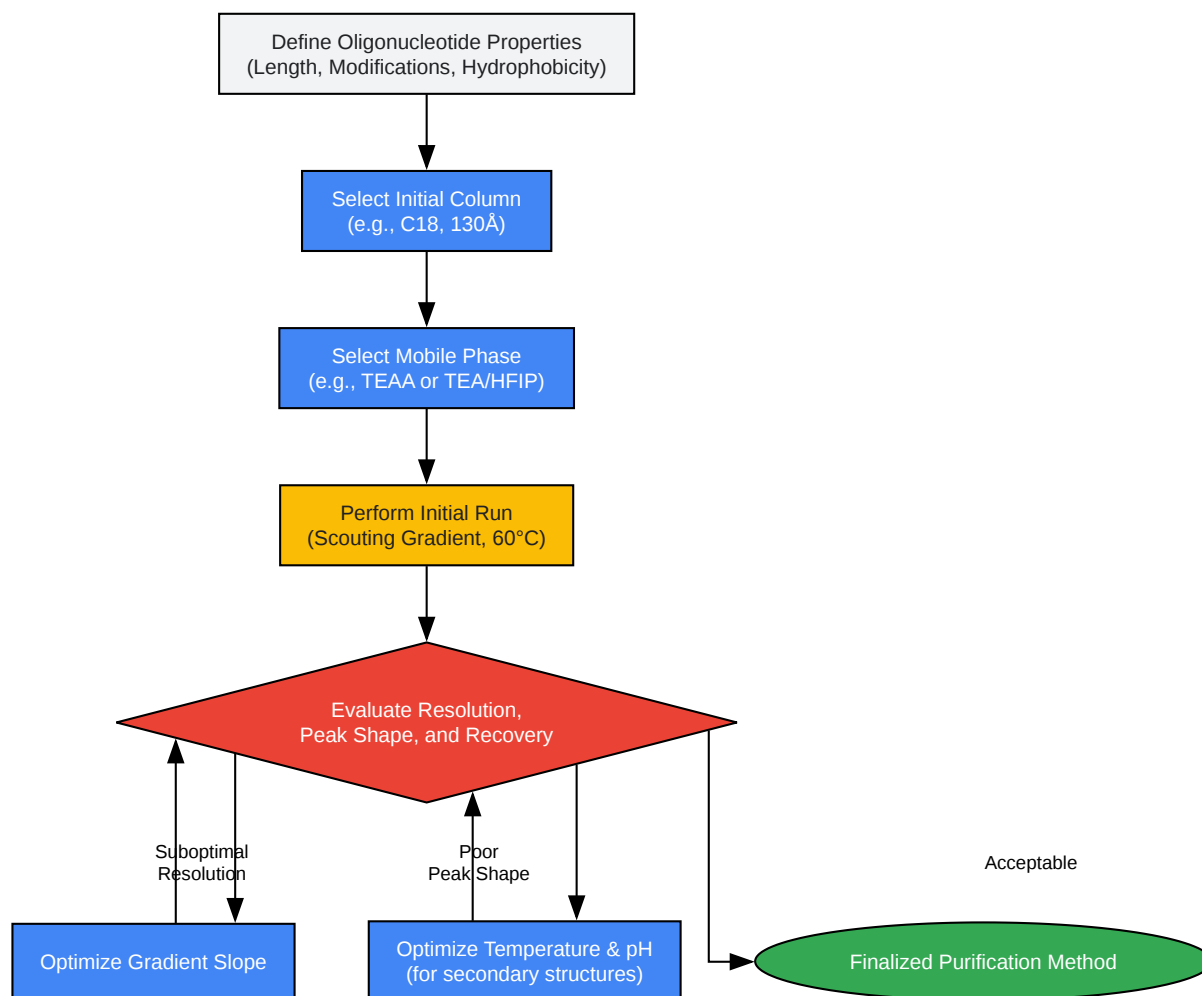 Define Oligonucleotide Properties
(Length, Modifications, Hydrophobicity)
Select Initial Column
(e.g., C18, 130Å)
Select Mobile Phase
(e.g., TEAA or TEA/HFIP)
Perform Initial Run
(Scouting Gradient, 60°C)
Evaluate Resolution,
Peak Shape, and Recovery
Suboptimal
Resolution
Poor
Peak Shape
Acceptable
Optimize Gradient Slope
Optimize Temperature & pH
(for secondary structures)
Finalized Purification Method